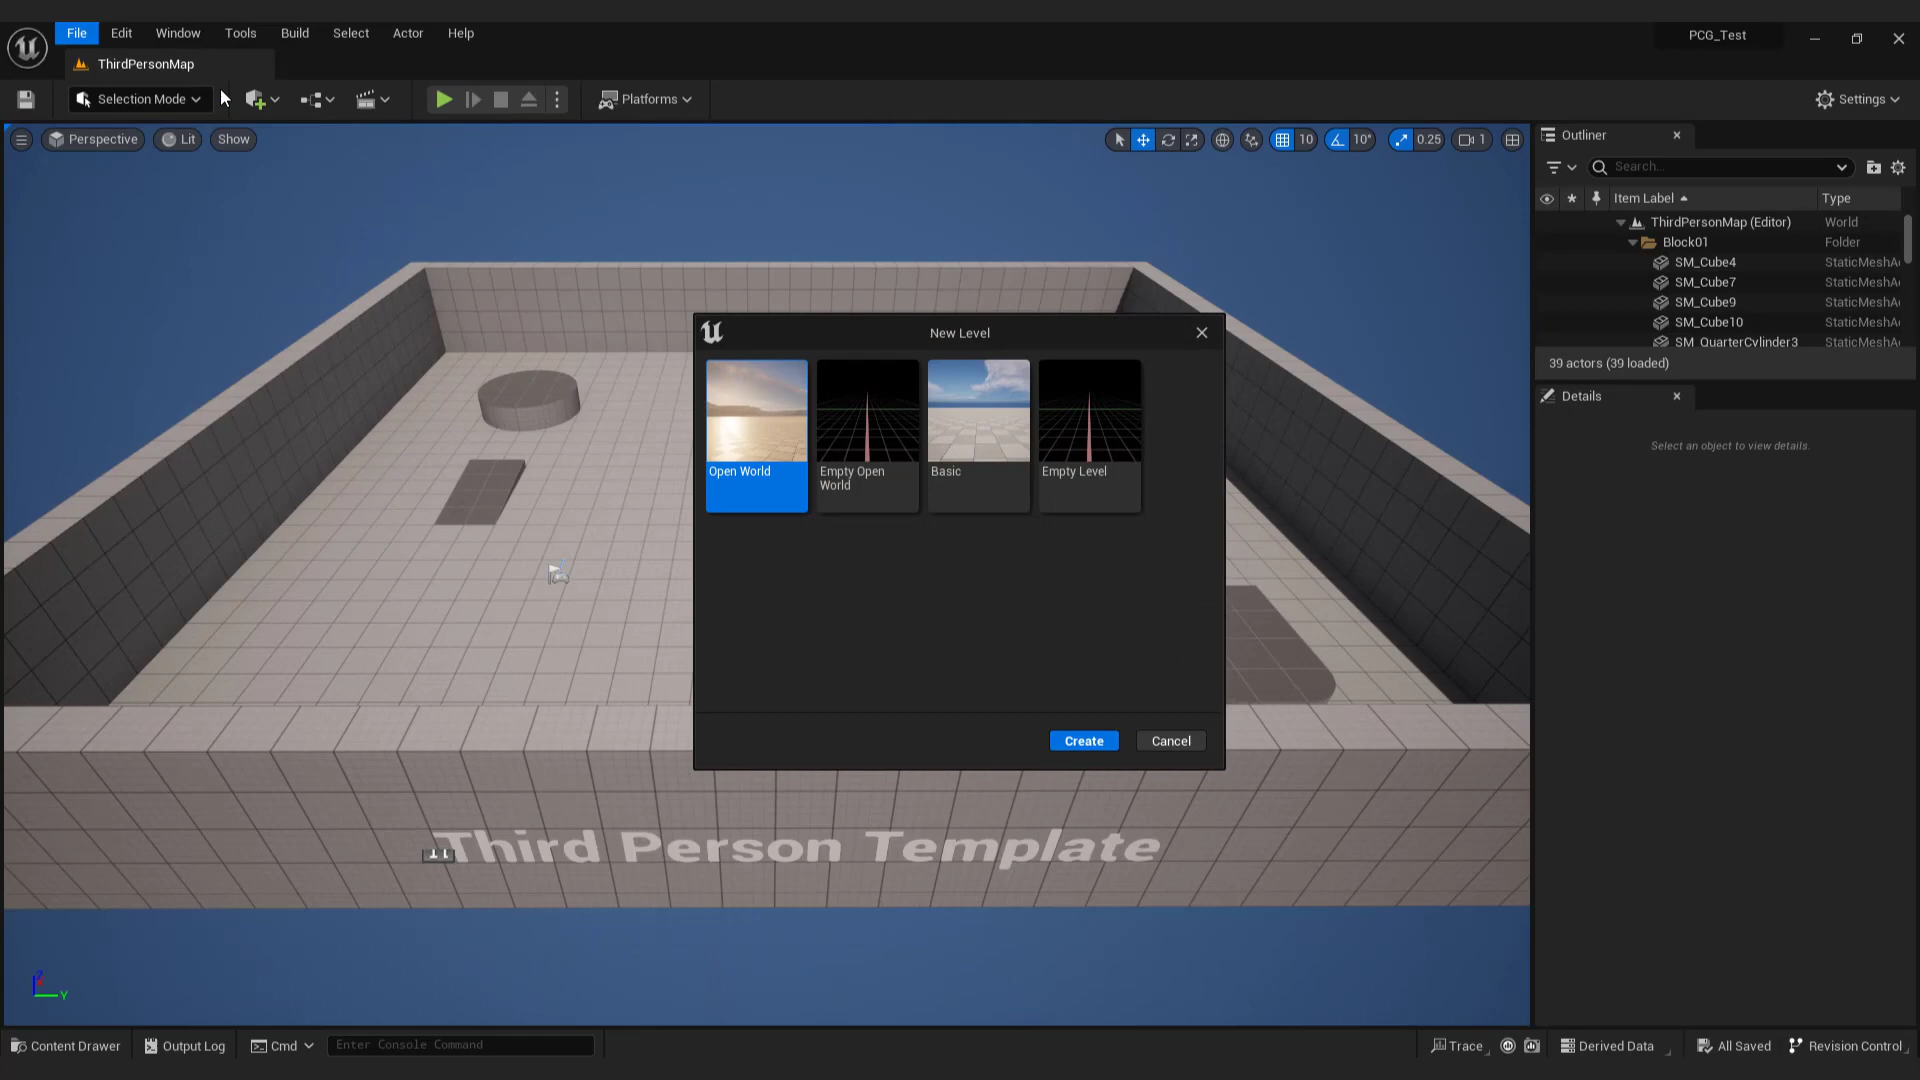 File Edit Window Tools Build Select Actor Help
PCG_Test
ThirdPersonMap
Selection Mode
Platforms
Settings
Perspective
Lit
Show
10
10°
0.25
1
Outliner
Search...
Item Label
Type
ThirdPersonMap (Editor) World
Block01 Folder
SM_Cube4 StaticMeshA
SM_Cube7 StaticMeshA
SM_Cube9 StaticMeshA
SM_Cube10 StaticMeshA
SM_QuarterCylinder3 StaticMeshA
39 actors (39 loaded)
Details
Select an object to view details.
New Level
Open World
Empty Open
World
Basic
Empty Level
Create
Cancel
Third Person Template
Z
Y
Content Drawer
Output Log
Cmd
Enter Console Command
Trace
Derived Data
All Saved
Revision Control